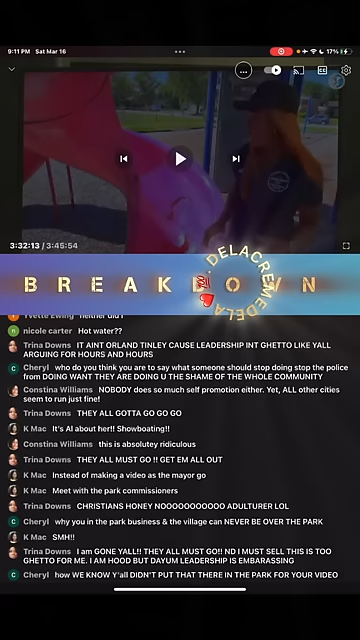 9:11 PM Sat Mar 16
17%
CC
3:32:13 / 3:45:54
BREAKDOWN
DELACREMEDELA
Yvette Ewing neither did I
nicole carter Hot water??
Trina Downs IT AINT ORLAND TINLEY CAUSE LEADERSHIP INT GHETTO LIKE YALL
ARGUING FOR HOURS AND HOURS
Cheryl who do you think you are to say what someone should stop doing stop the police
from DOING WANT THEY ARE DOING U THE SHAME OF THE WHOLE COMMUNITY
Constina Williams NOBODY does so much self promotion either. Yet, ALL other cities
seem to run just fine!
Trina Downs THEY ALL GOTTA GO GO GO
K Mac It's Al about her!! Showboating!!
Constina Williams this is absolutey ridiculous
Trina Downs THEY ALL MUST GO !! GET EM ALL OUT
K Mac Instead of making a video as the mayor go
K Mac Meet with the park commissioners
Trina Downs CHRISTIANS HONEY NOOOOOOOOOOO ADULTURER LOL
Cheryl why you in the park business & the village can NEVER BE OVER THE PARK
K Mac SMH!!
Trina Downs I am GONE YALL!! THEY ALL MUST GO!! ND I MUST SELL THIS IS TOO
GHETTO FOR ME. I AM HOOD BUT DAYUM LEADERSHIP IS EMBARASSING
Cheryl how WE KNOW Y'all DIDN"T PUT THAT THERE IN THE PARK FOR YOUR VIDEO